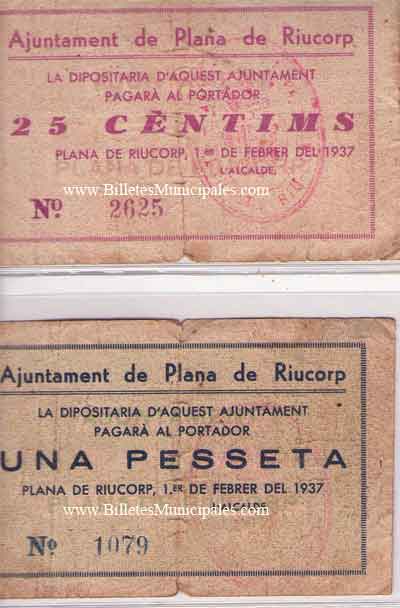 Ajuntament de Plana de Riucorp
LA DIPOSITARIA D'AQUEST AJUNTAMENT
PAGARÀ AL PORTADOR
25 CÈNTIMS
PLANA DE RIUCORP, 1.ER DE FEBRER DEL 1937
L'ALCALDE,
www.BilletesMunicipales.com
Nº 2625
Ajuntament de Plana de Riucorp
LA DIPOSITARIA D'AQUEST AJUNTAMENT
PAGARÀ AL PORTADOR
UNA PESSETA
PLANA DE RIUCORP, 1.ER DE FEBRER DEL 1937
L'ALCALDE,
www.BilletesMunicipales.com
Nº 1079